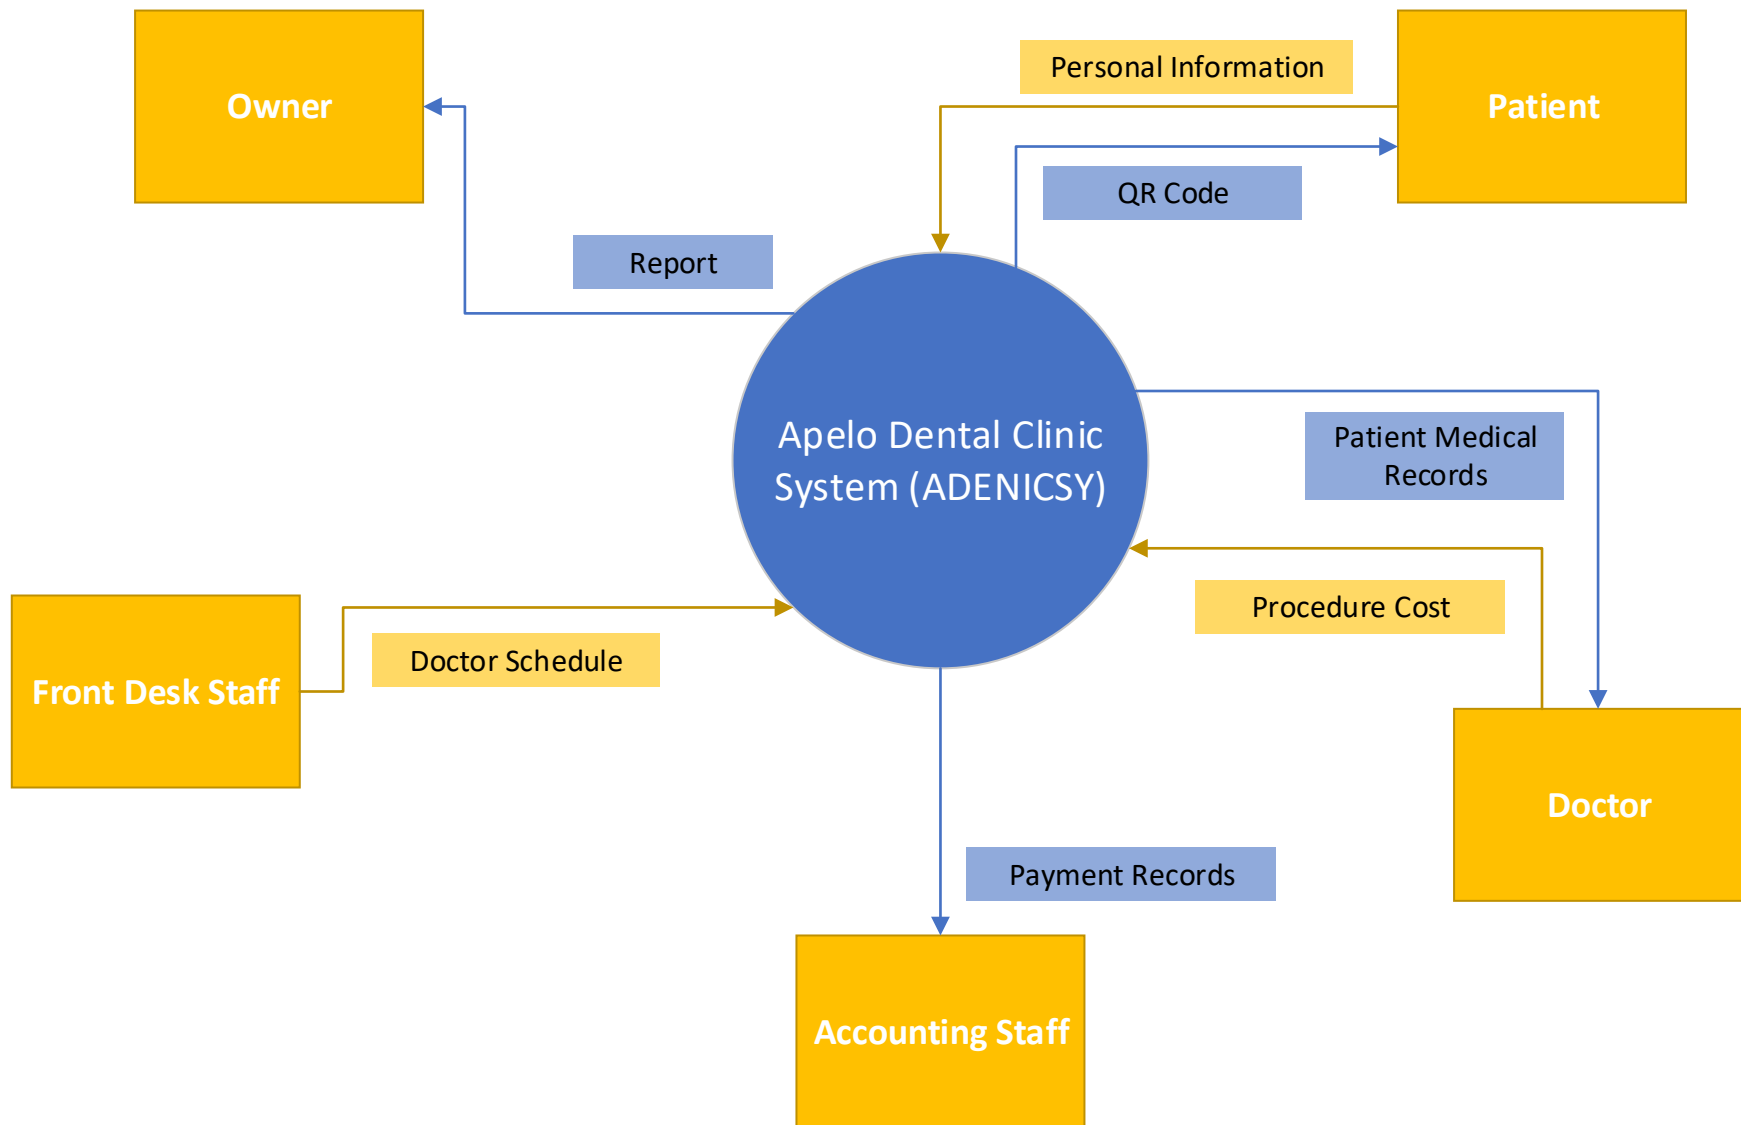 Owner
Personal Information
Patient
QR Code
Report
Apelo Dental Clinic
System (ADENICSY)
Patient Medical
Records
Procedure Cost
Doctor Schedule
Front Desk Staff
Doctor
Payment Records
Accounting Staff